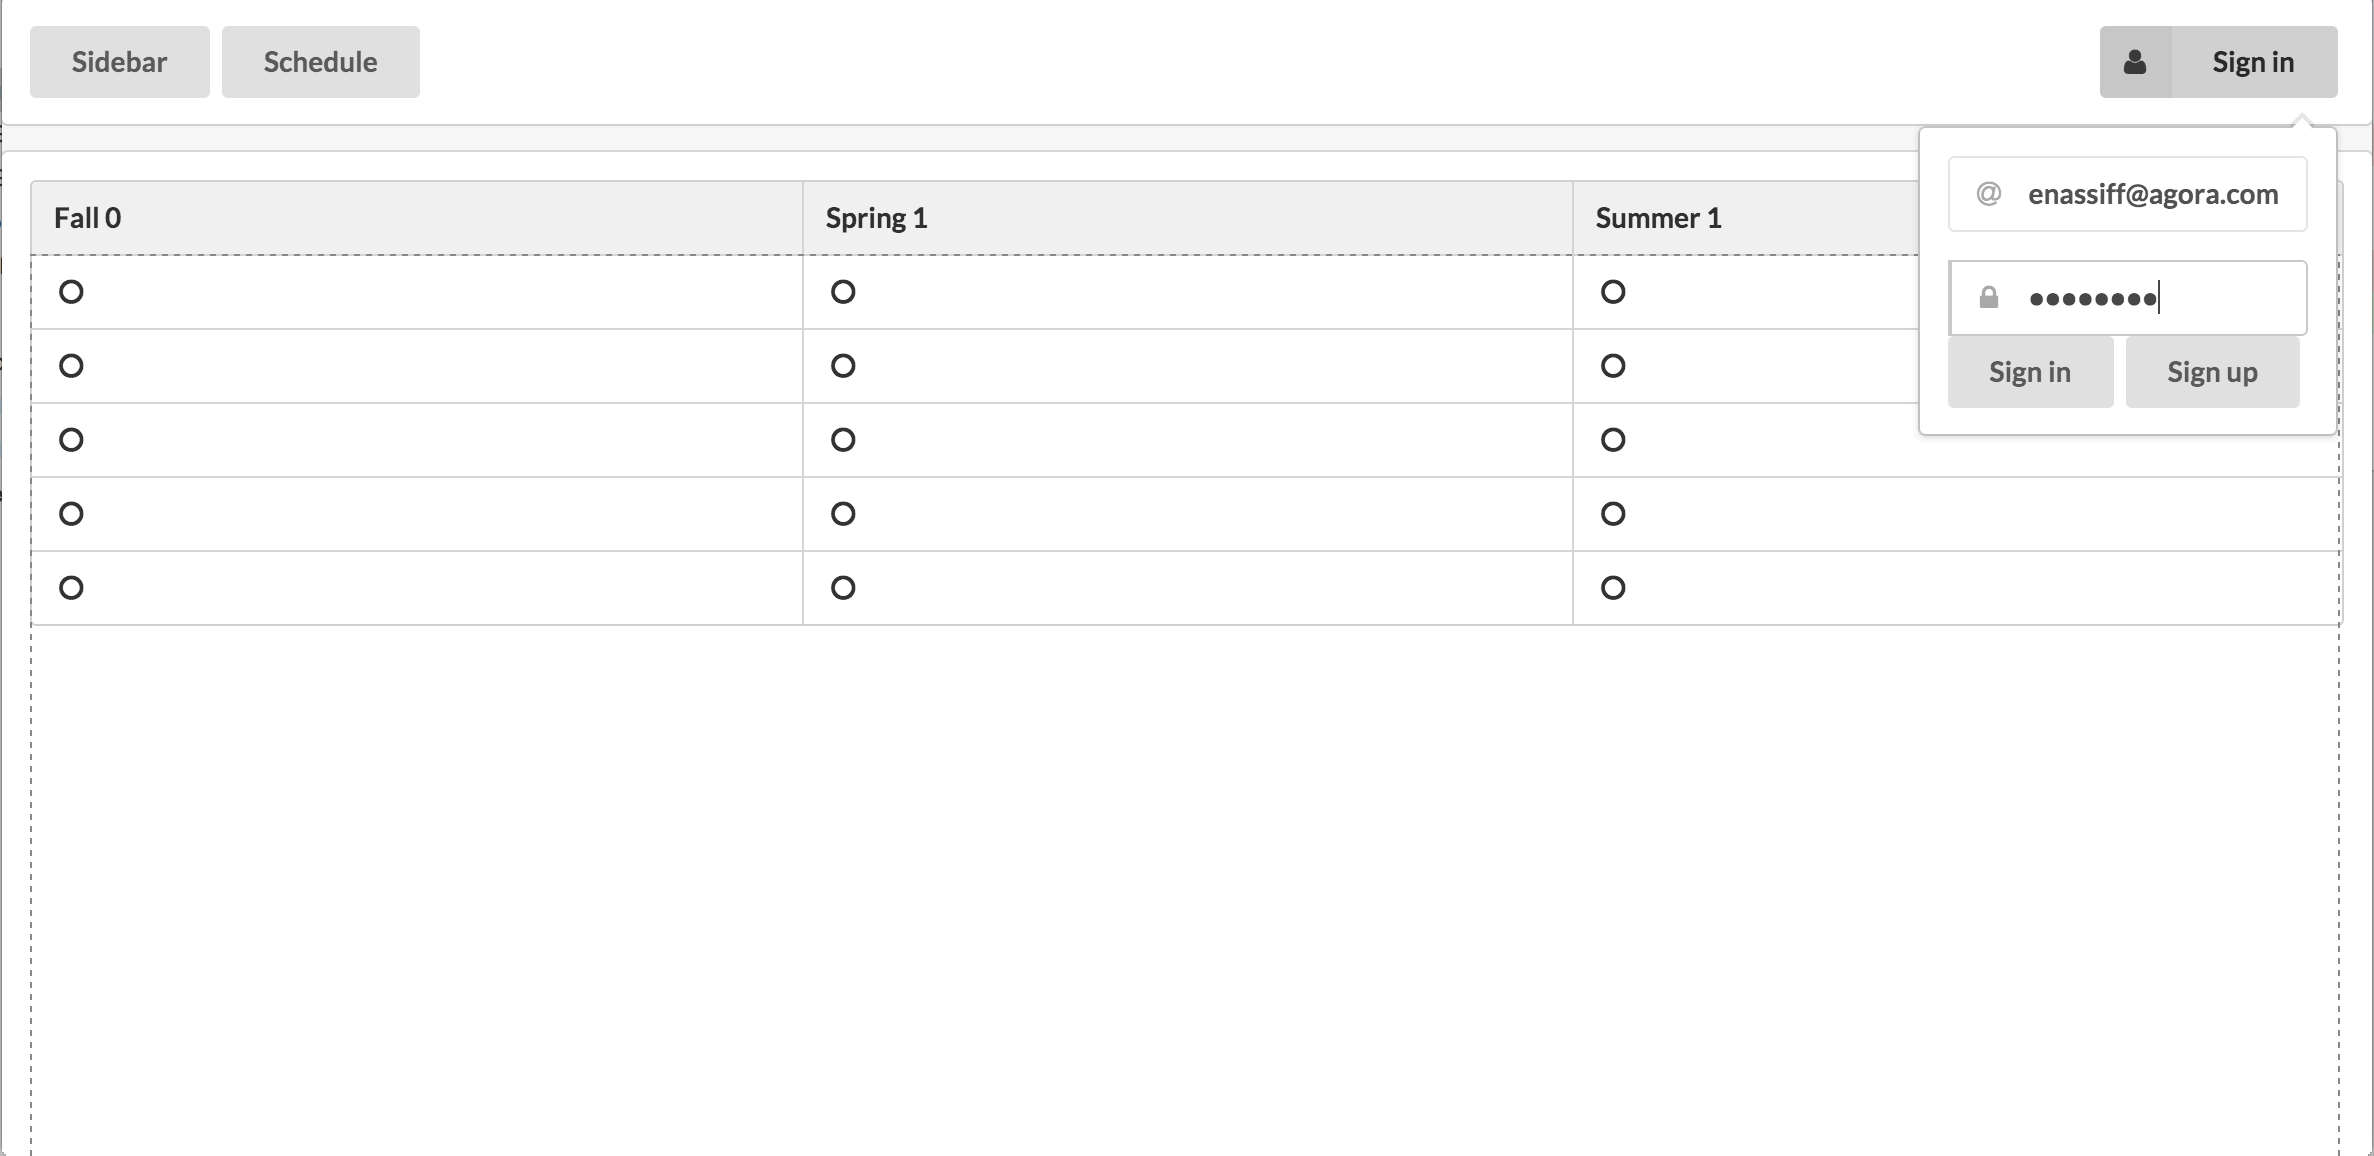 Sidebar Schedule Sign in
@ enassiff@agora.com
••••••••
Sign in Sign up
Fall 0 Spring 1 Summer 1